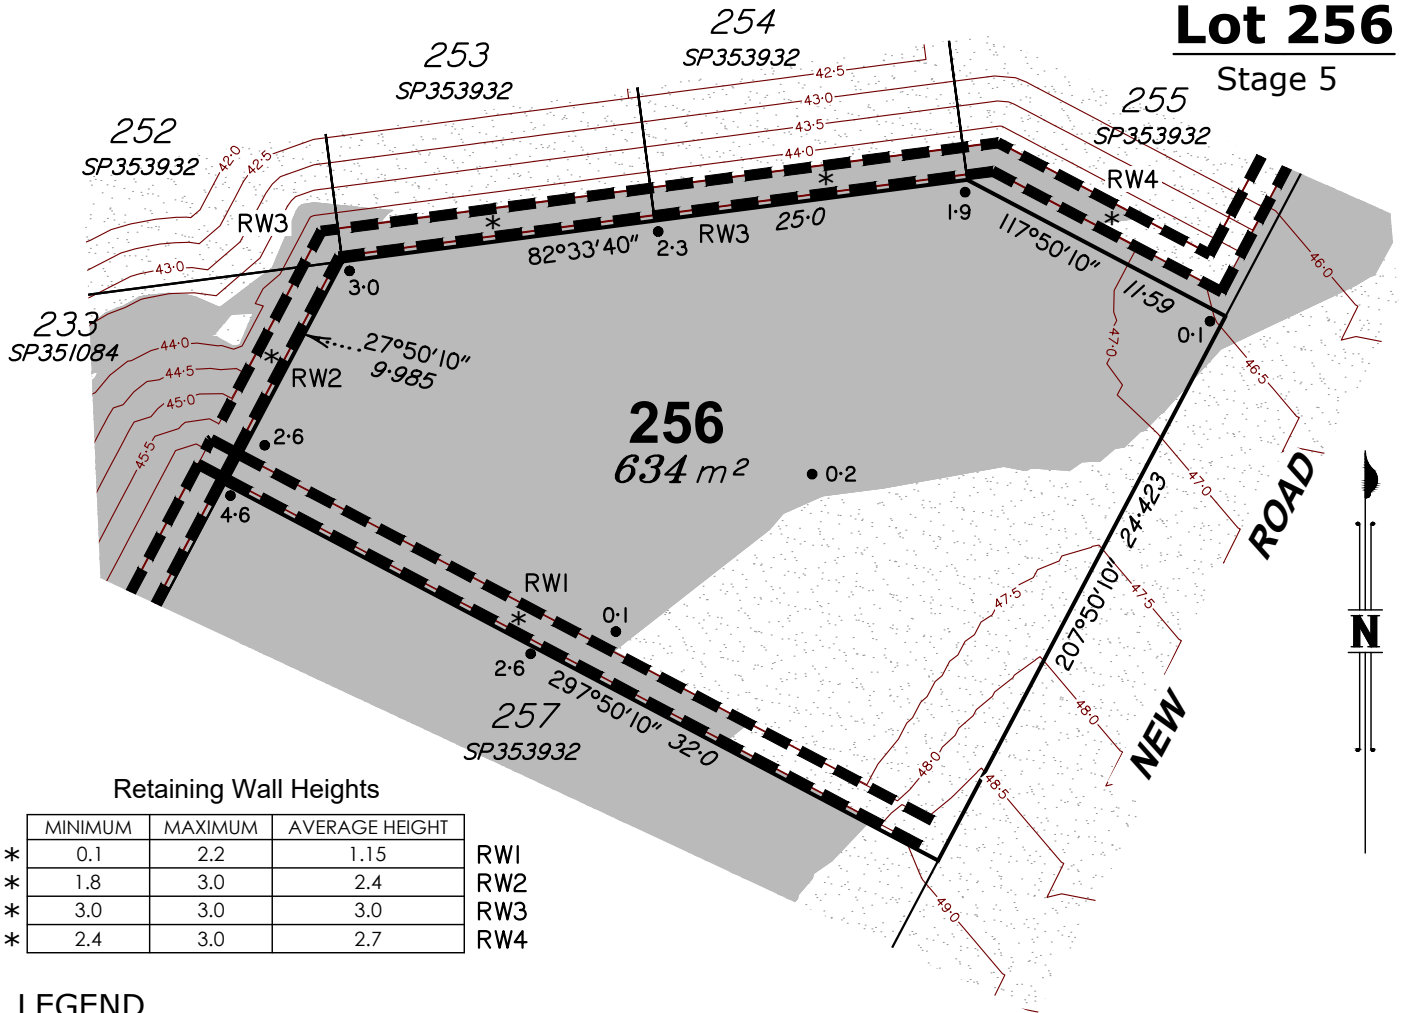 Lot 256
Stage 5
254
SP353932
253
SP353932
252
SP353932
255
SP353932
42·5
43·0
43·5
44·0
42·0
42·5
43·0
RW3
RW4
RW3
25·0
82°33'40"
2·3
1·9
3·0
117°50'10"
11·59
0·1
46·0
47·0
46·5
233
SP351084
44·0
44·5
45·0
45·5
27°50'10"
9·985
RW2
2·6
4·6
256
634 m²
0·2
47·0
24·423
207°50'10"
ROAD
NEW
47·5
47·5
48·0
48·0
48·5
49·0
N
RW1
0·1
2·6
297°50'10"
32·0
257
SP353932
Retaining Wall Heights
MINIMUM MAXIMUM AVERAGE HEIGHT
* 0.1 2.2 1.15 RW1
* 1.8 3.0 2.4 RW2
* 3.0 3.0 3.0 RW3
* 2.4 3.0 2.7 RW4
LEGEND